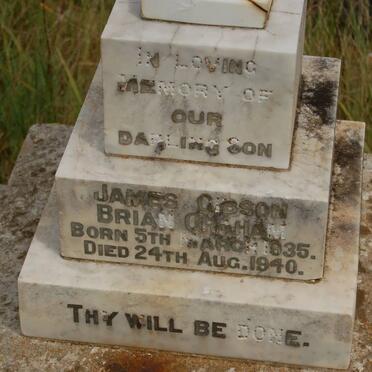 IN LOVING
MEMORY OF
OUR
DARLING SON
JAMES GIBSON
BRIAN
BORN 5TH MARCH 1935.
DIED 24TH AUG. 1940.
THY WILL BE DONE.